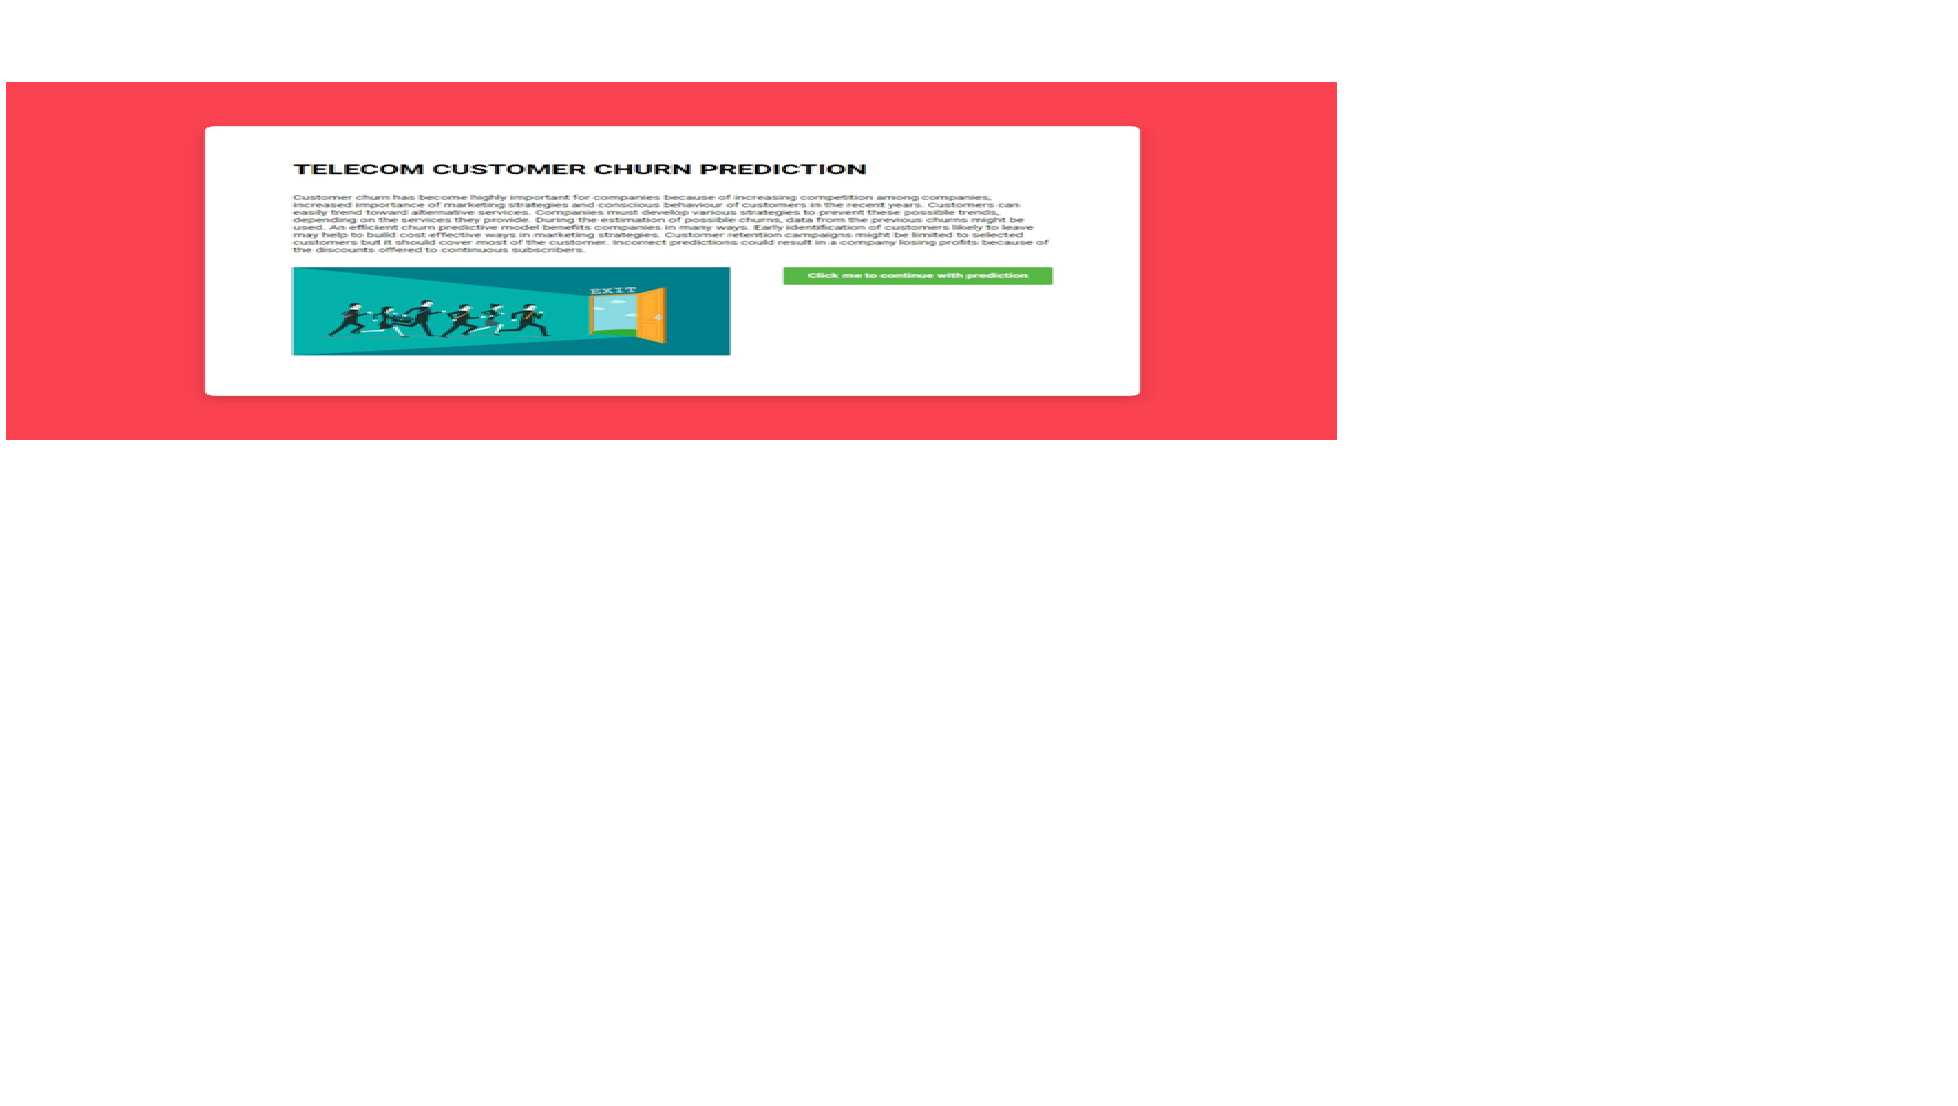 TELECOM CUSTOMER CHURN PREDICTION
Customer churn has become highly important for companies because of increasing competition among companies,
increased importance of marketing strategies and conscious behaviour of customers in the recent years. Customers can
easily trend toward alternative services. Companies must develop various strategies to prevent these possible trends,
depending on the services they provide. During the estimation of possible churns, data from the previous churns might be
used. An efficient churn predictive model benefits companies in many ways. Early identification of customers likely to leave
may help to build cost effective ways in marketing strategies. Customer retention campaigns might be limited to selected
customers but it should cover most of the customer. Incorrect predictions could result in a company losing profits because of
the discounts offered to continuous subscribers.
EXIT
Click me to continue with prediction